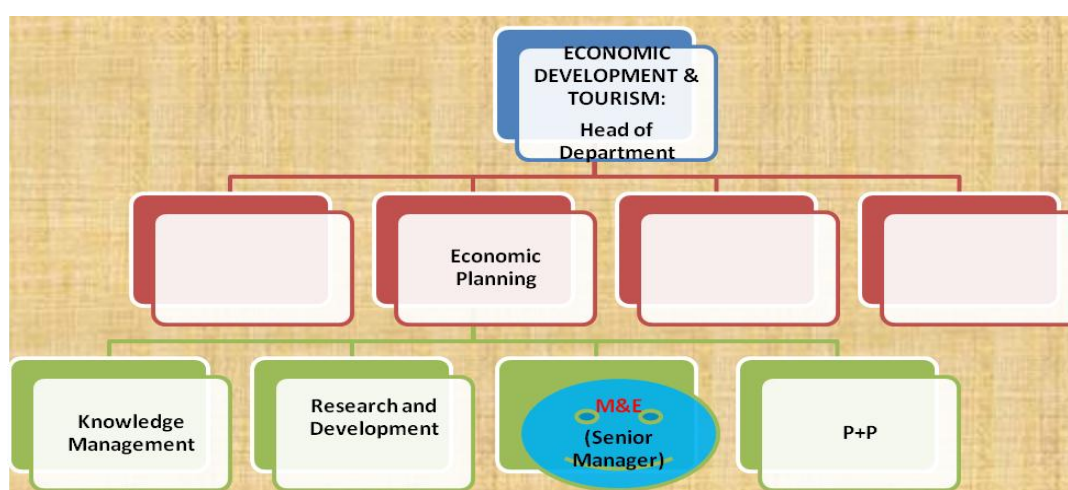 ECONOMIC
DEVELOPMENT &
TOURISM:
Head of
Department
Economic
Planning
Knowledge
Management
Research and
Development
M&E
(Senior
Manager)
P+P